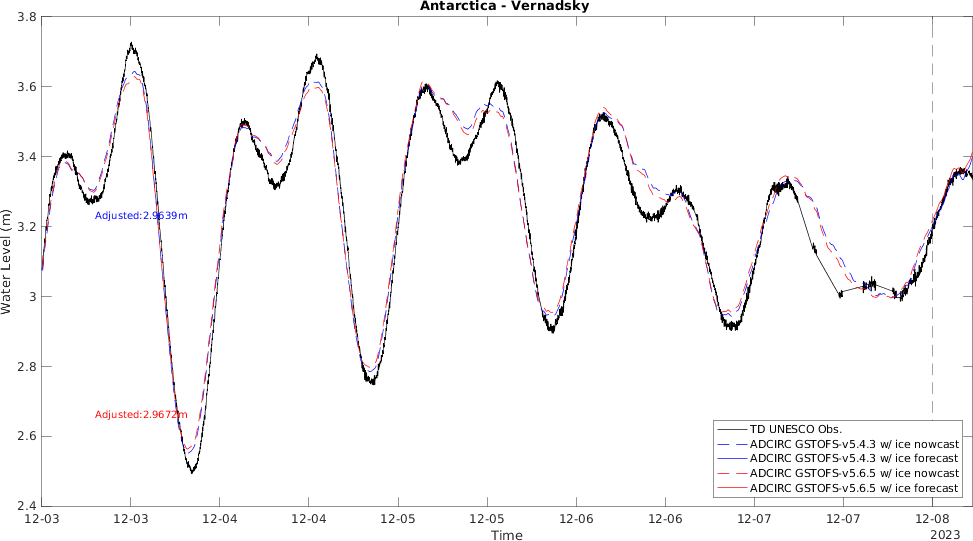 Antarctica - Vernadsky
3.8
3.6
3.4
3.2
3
2.8
2.6
2.4
Water Level (m)
Adjusted:2.9639m
Adjusted:2.9672m
TD UNESCO Obs.
ADCIRC GSTOFS-v5.4.3 w/ ice nowcast
ADCIRC GSTOFS-v5.4.3 w/ ice forecast
ADCIRC GSTOFS-v5.6.5 w/ ice nowcast
ADCIRC GSTOFS-v5.6.5 w/ ice forecast
12-03 12-03 12-04 12-04 12-05 12-05 12-06 12-06 12-07 12-07 12-08
Time
2023